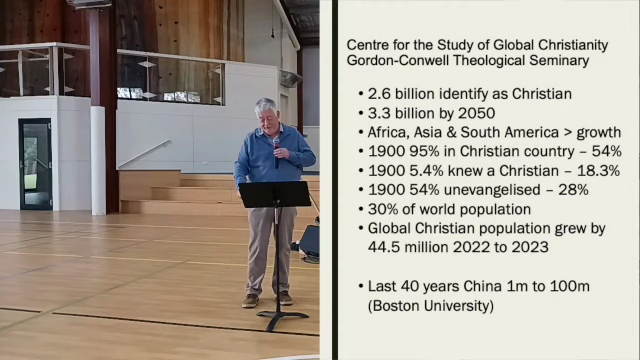 Centre for the Study of Global Christianity
Gordon-Conwell Theological Seminary
• 2.6 billion identify as Christian
• 3.3 billion by 2050
• Africa, Asia & South America > growth
• 1900 95% in Christian country – 54%
• 1900 5.4% knew a Christian – 18.3%
• 1900 54% unevangelised – 28%
• 30% of world population
• Global Christian population grew by
44.5 million 2022 to 2023
• Last 40 years China 1m to 100m
(Boston University)